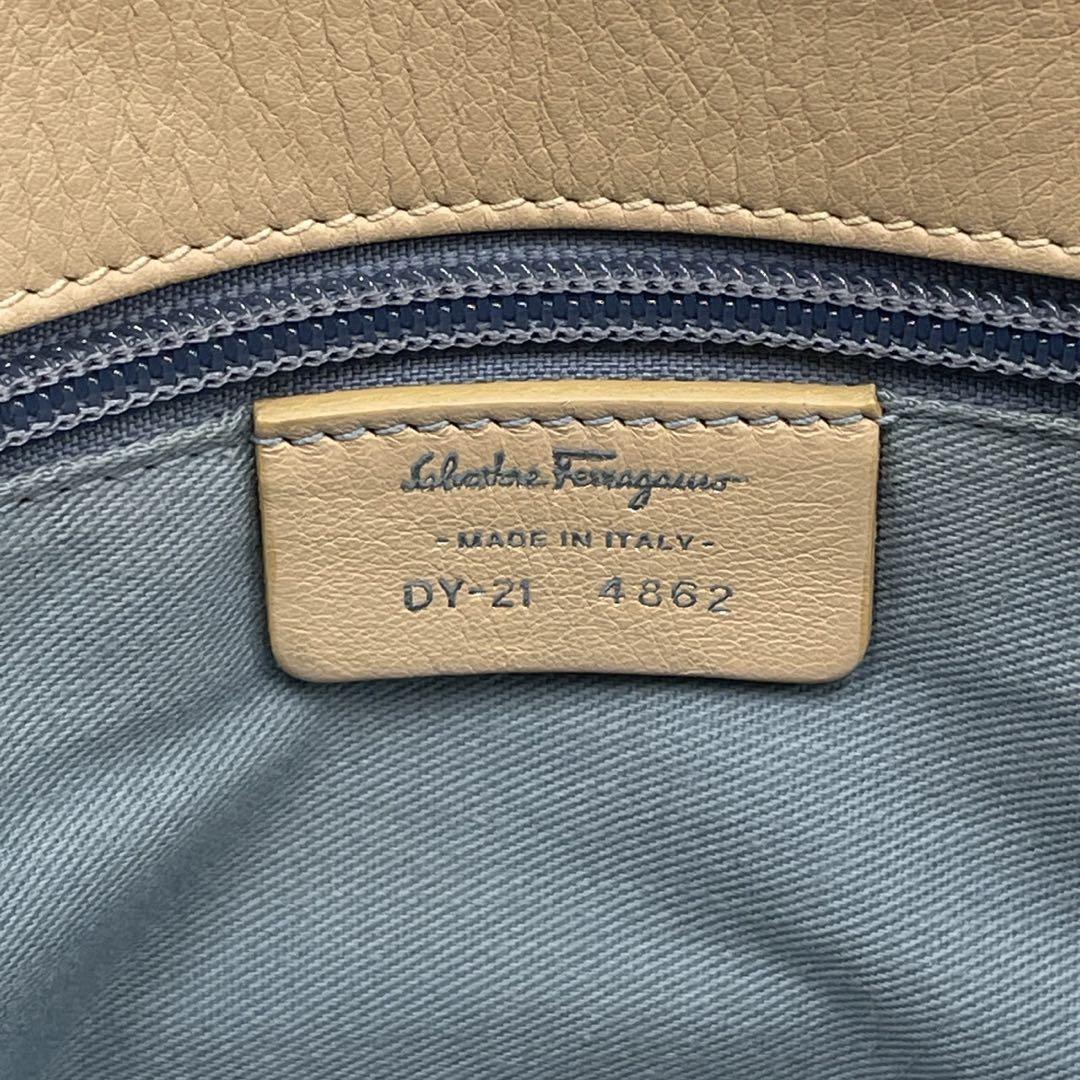 Salvatore Ferragamo
- MADE IN ITALY -
DY-21 4862